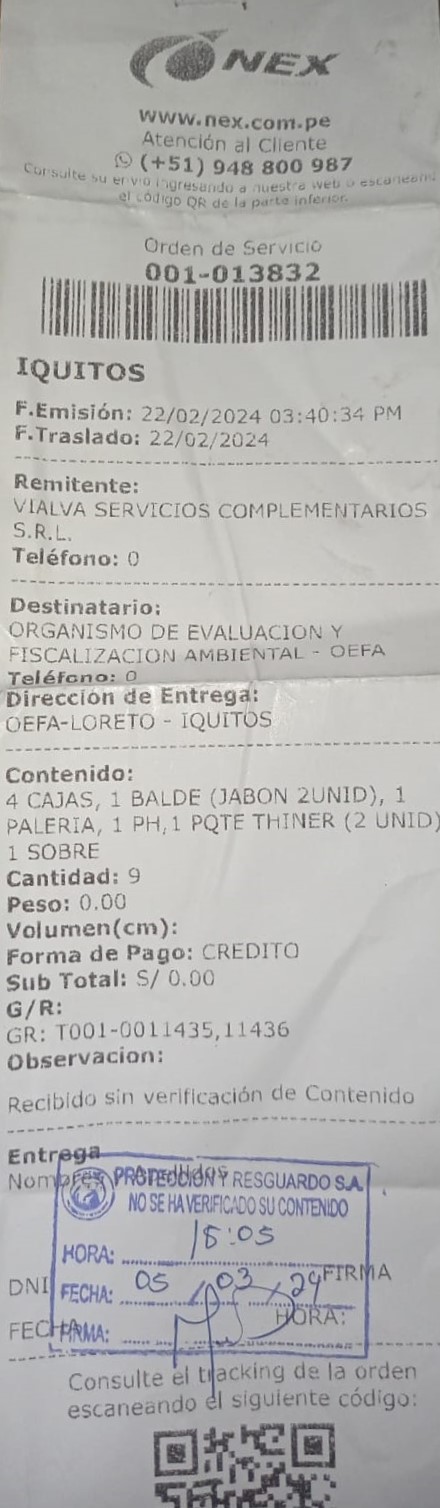 NEX
www.nex.com.pe
Atención al Cliente
(+51) 948 800 987
Consulte su envio ingresando a nuestra web o escaneand
el código QR de la parte inferior.
Orden de Servicio
001-013832
IQUITOS
F.Emisión: 22/02/2024 03:40:34 PM
F.Traslado: 22/02/2024
Remitente:
VIALVA SERVICIOS COMPLEMENTARIOS
S.R.L.
Teléfono: 0
Destinatario:
ORGANISMO DE EVALUACION Y
FISCALIZACION AMBIENTAL - OEFA
Teléfono: 0
Dirección de Entrega:
OEFA-LORETO - IQUITOS
Contenido:
4 CAJAS, 1 BALDE (JABON 2UNID), 1
PALERIA, 1 PH,1 PQTE THINER (2 UNID)
1 SOBRE
Cantidad: 9
Peso: 0.00
Volumen(cm):
Forma de Pago: CREDITO
Sub Total: S/ 0.00
G/R:
GR: T001-0011435,11436
Observacion:
Recibido sin verificación de Contenido
Entrega
PROTECCIÓN Y RESGUARDO S.A.
NO SE HA VERIFICADO SU CONTENIDO
HORA:
DNI FECHA: 05 / 03 / 24 FIRMA
FIRMA: HORA:
Consulte el tracking de la orden
escaneando el siguiente código: